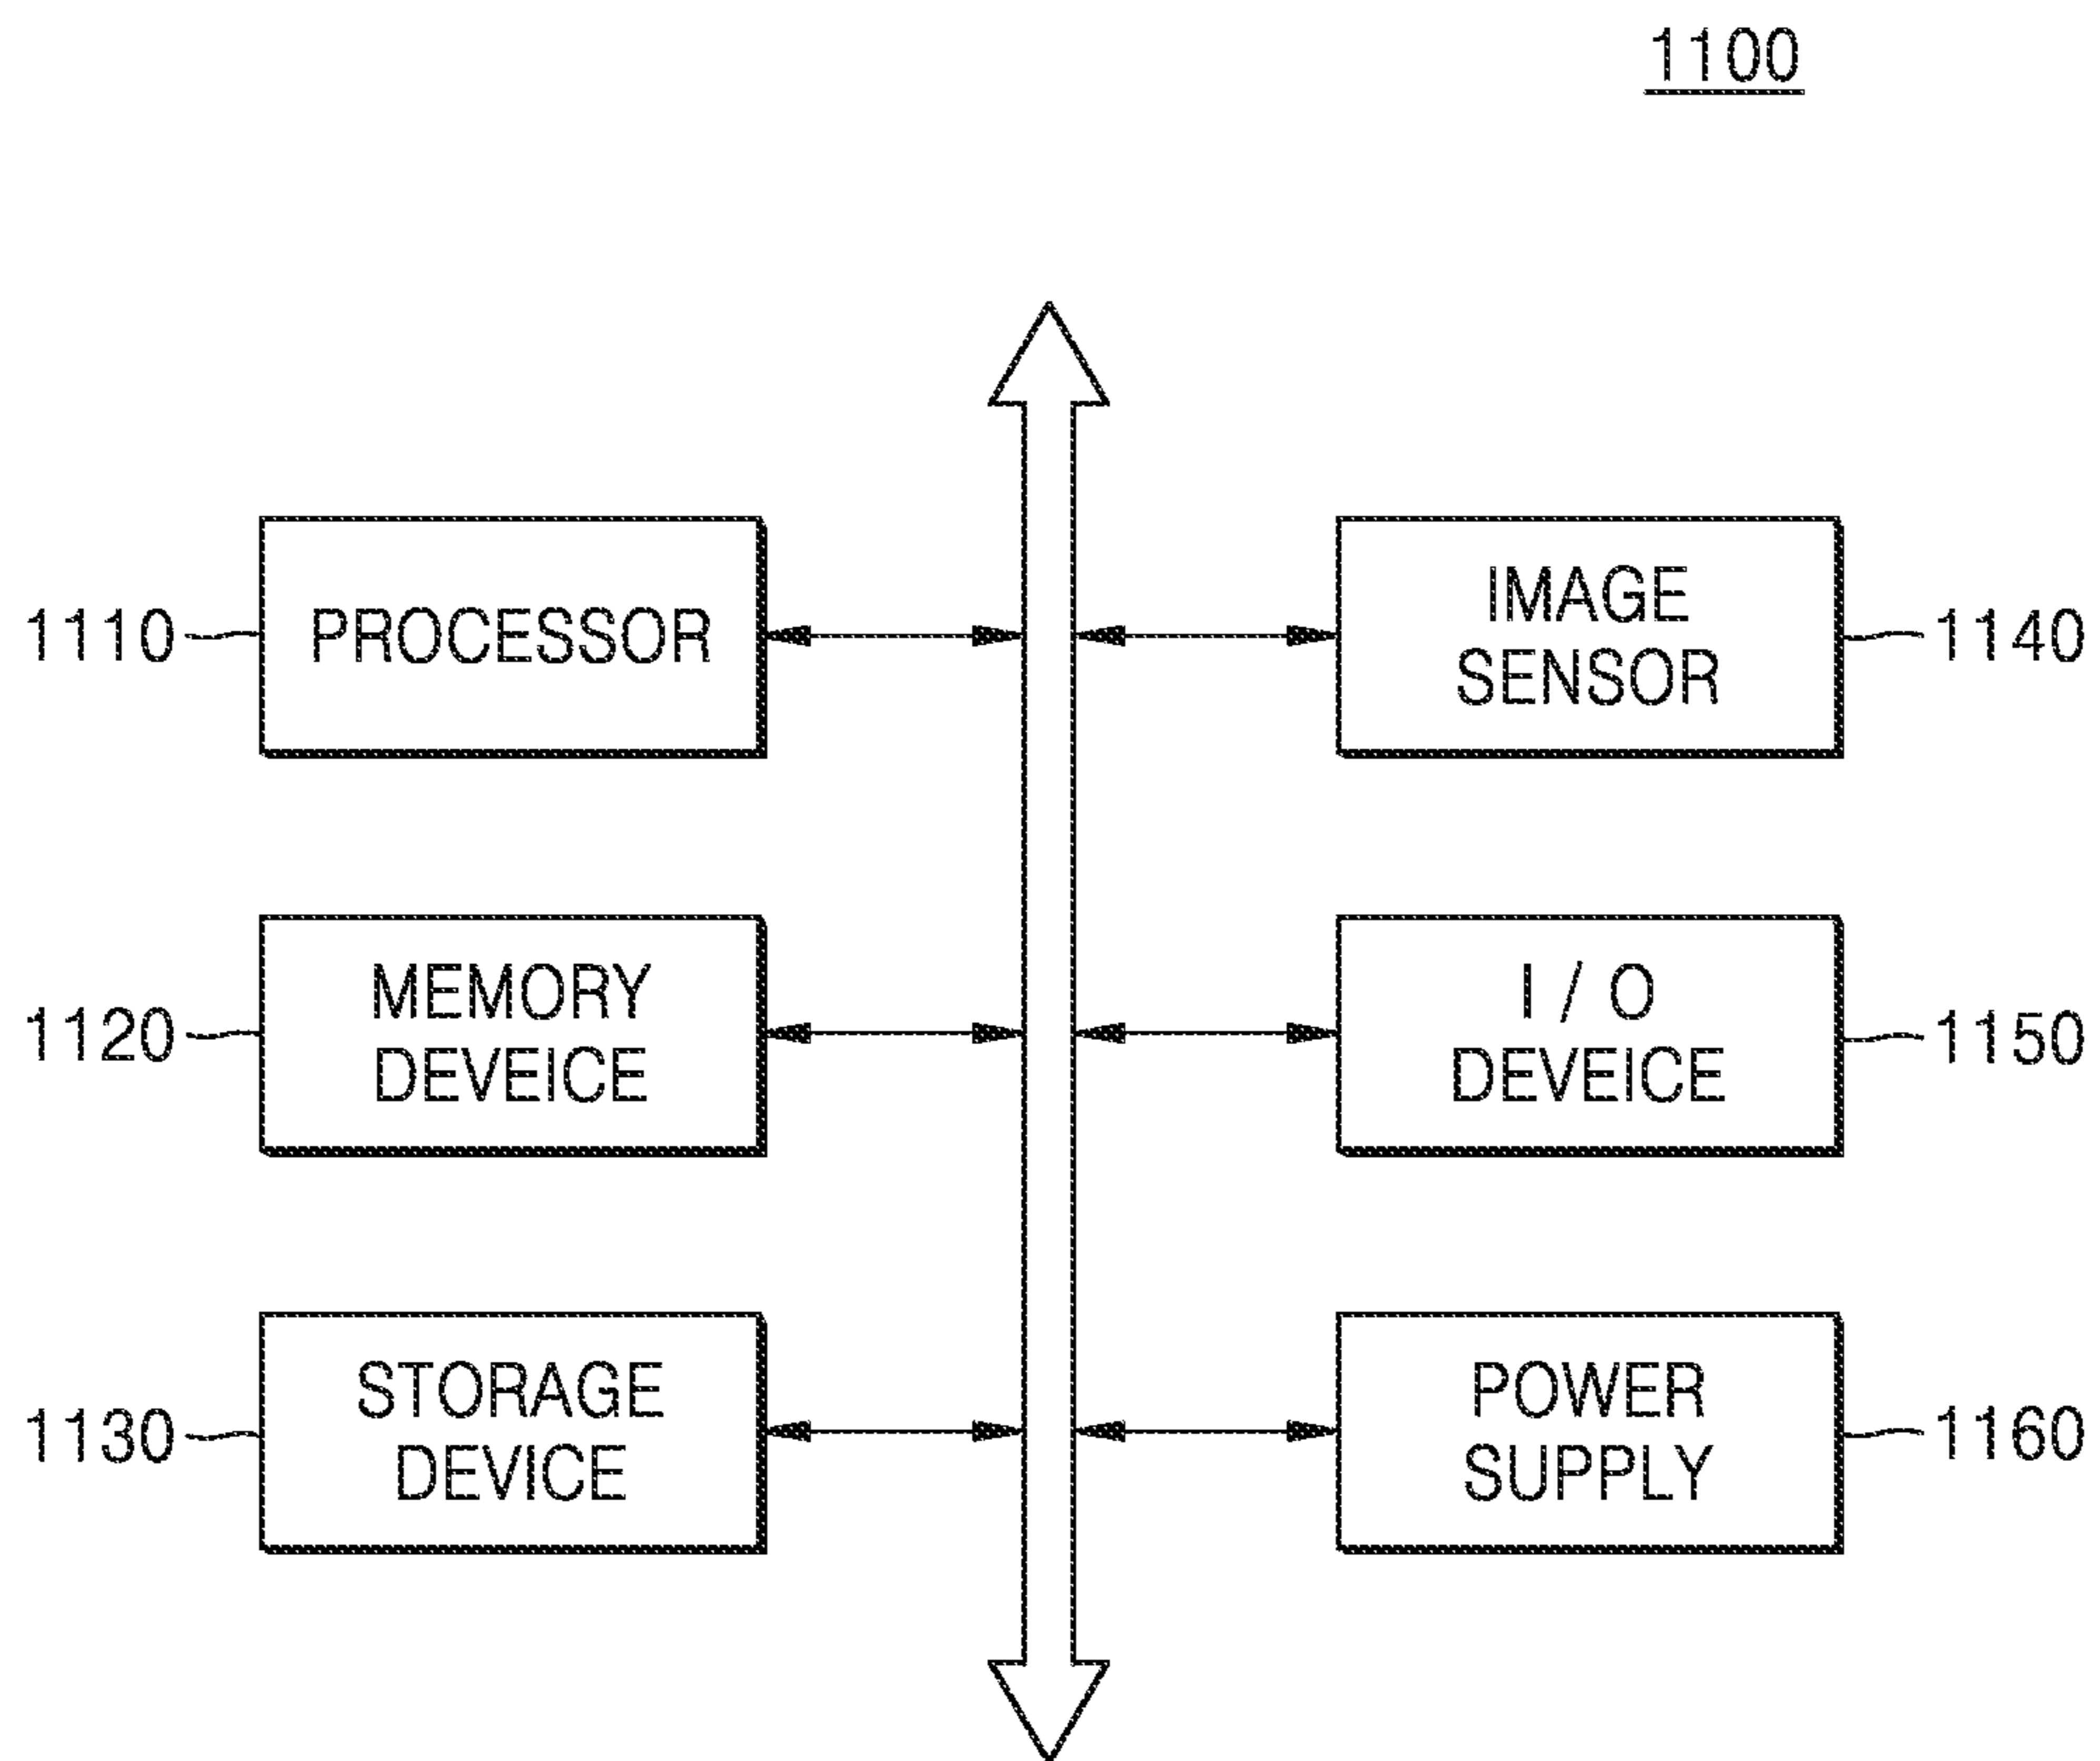 1100
1110
PROCESSOR
IMAGE
SENSOR
1140
1120
MEMORY
DEVEICE
I / O
DEVEICE
1150
1130
STORAGE
DEVICE
POWER
SUPPLY
1160